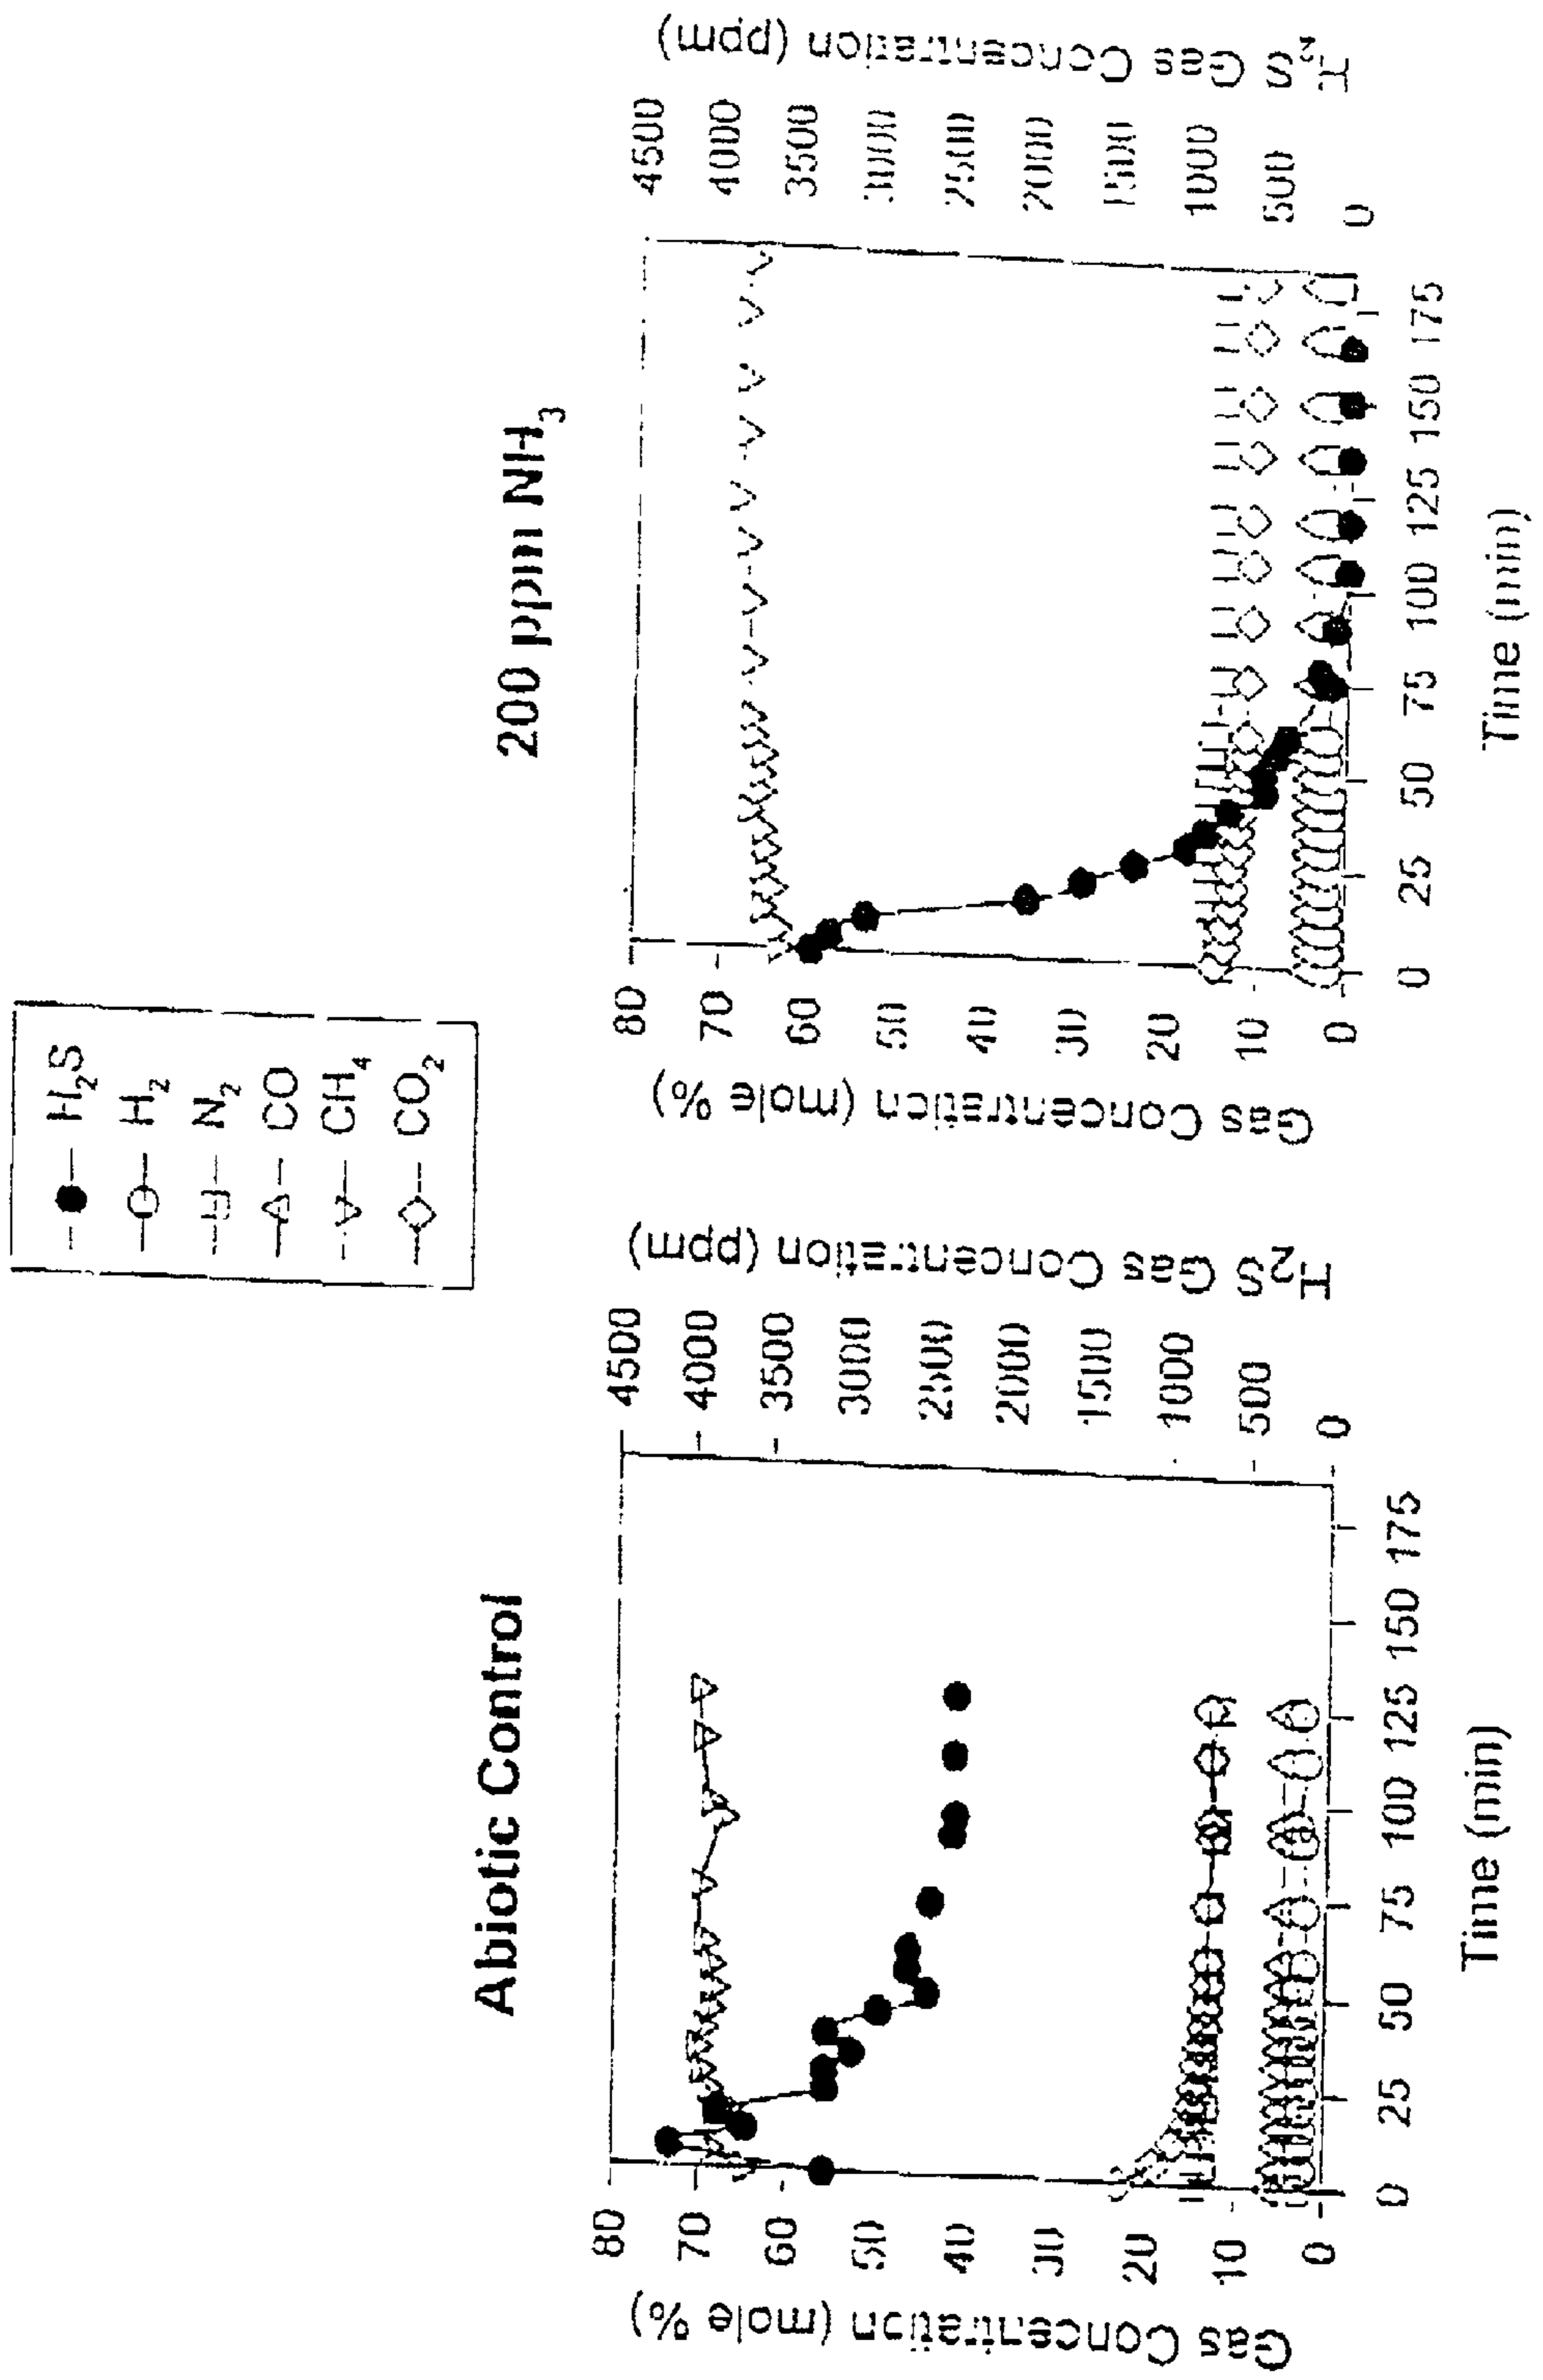 H₂S
H₂
N₂
CO
CH₄
CO₂
Abiotic Control
Gas Concentration (mole %)
80
70
60
50
40
30
20
10
0
H₂S Gas Concentration (ppm)
4500
4000
3500
3000
2500
2000
1500
1000
500
0
0 25 50 75 100 125 150 175
Time (min)
200 ppm NH₃
Gas Concentration (mole %)
80
70
60
50
40
30
20
10
0
H₂S Gas Concentration (ppm)
4500
4000
3500
3000
2500
2000
1500
1000
500
0
0 25 50 75 100 125 150 175
Time (min)